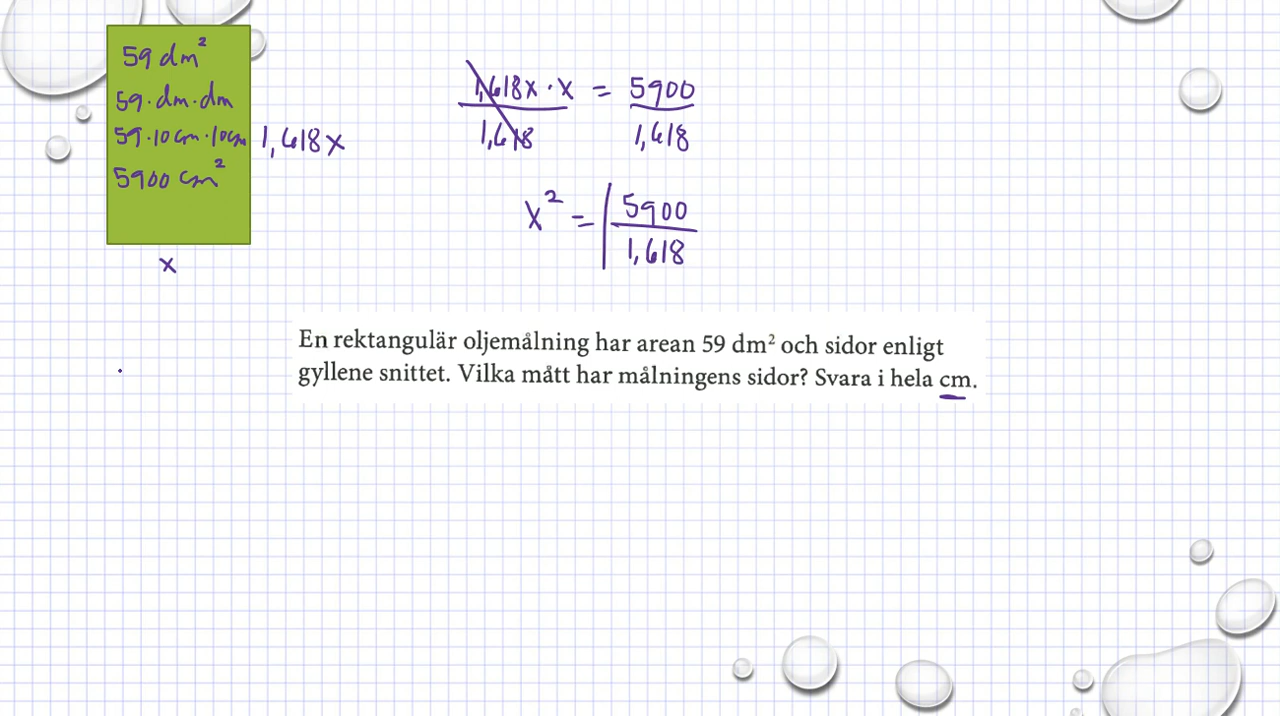 59 dm²
59 · dm · dm
59 · 10 cm · 10 cm
5900 cm²
1,618x
x
1,618x · x = 5900
1,618 1,618
x² = 5900
1,618
En rektangulär oljemålning har arean 59 dm² och sidor enligt
gyllene snittet. Vilka mått har målningens sidor? Svara i hela cm.